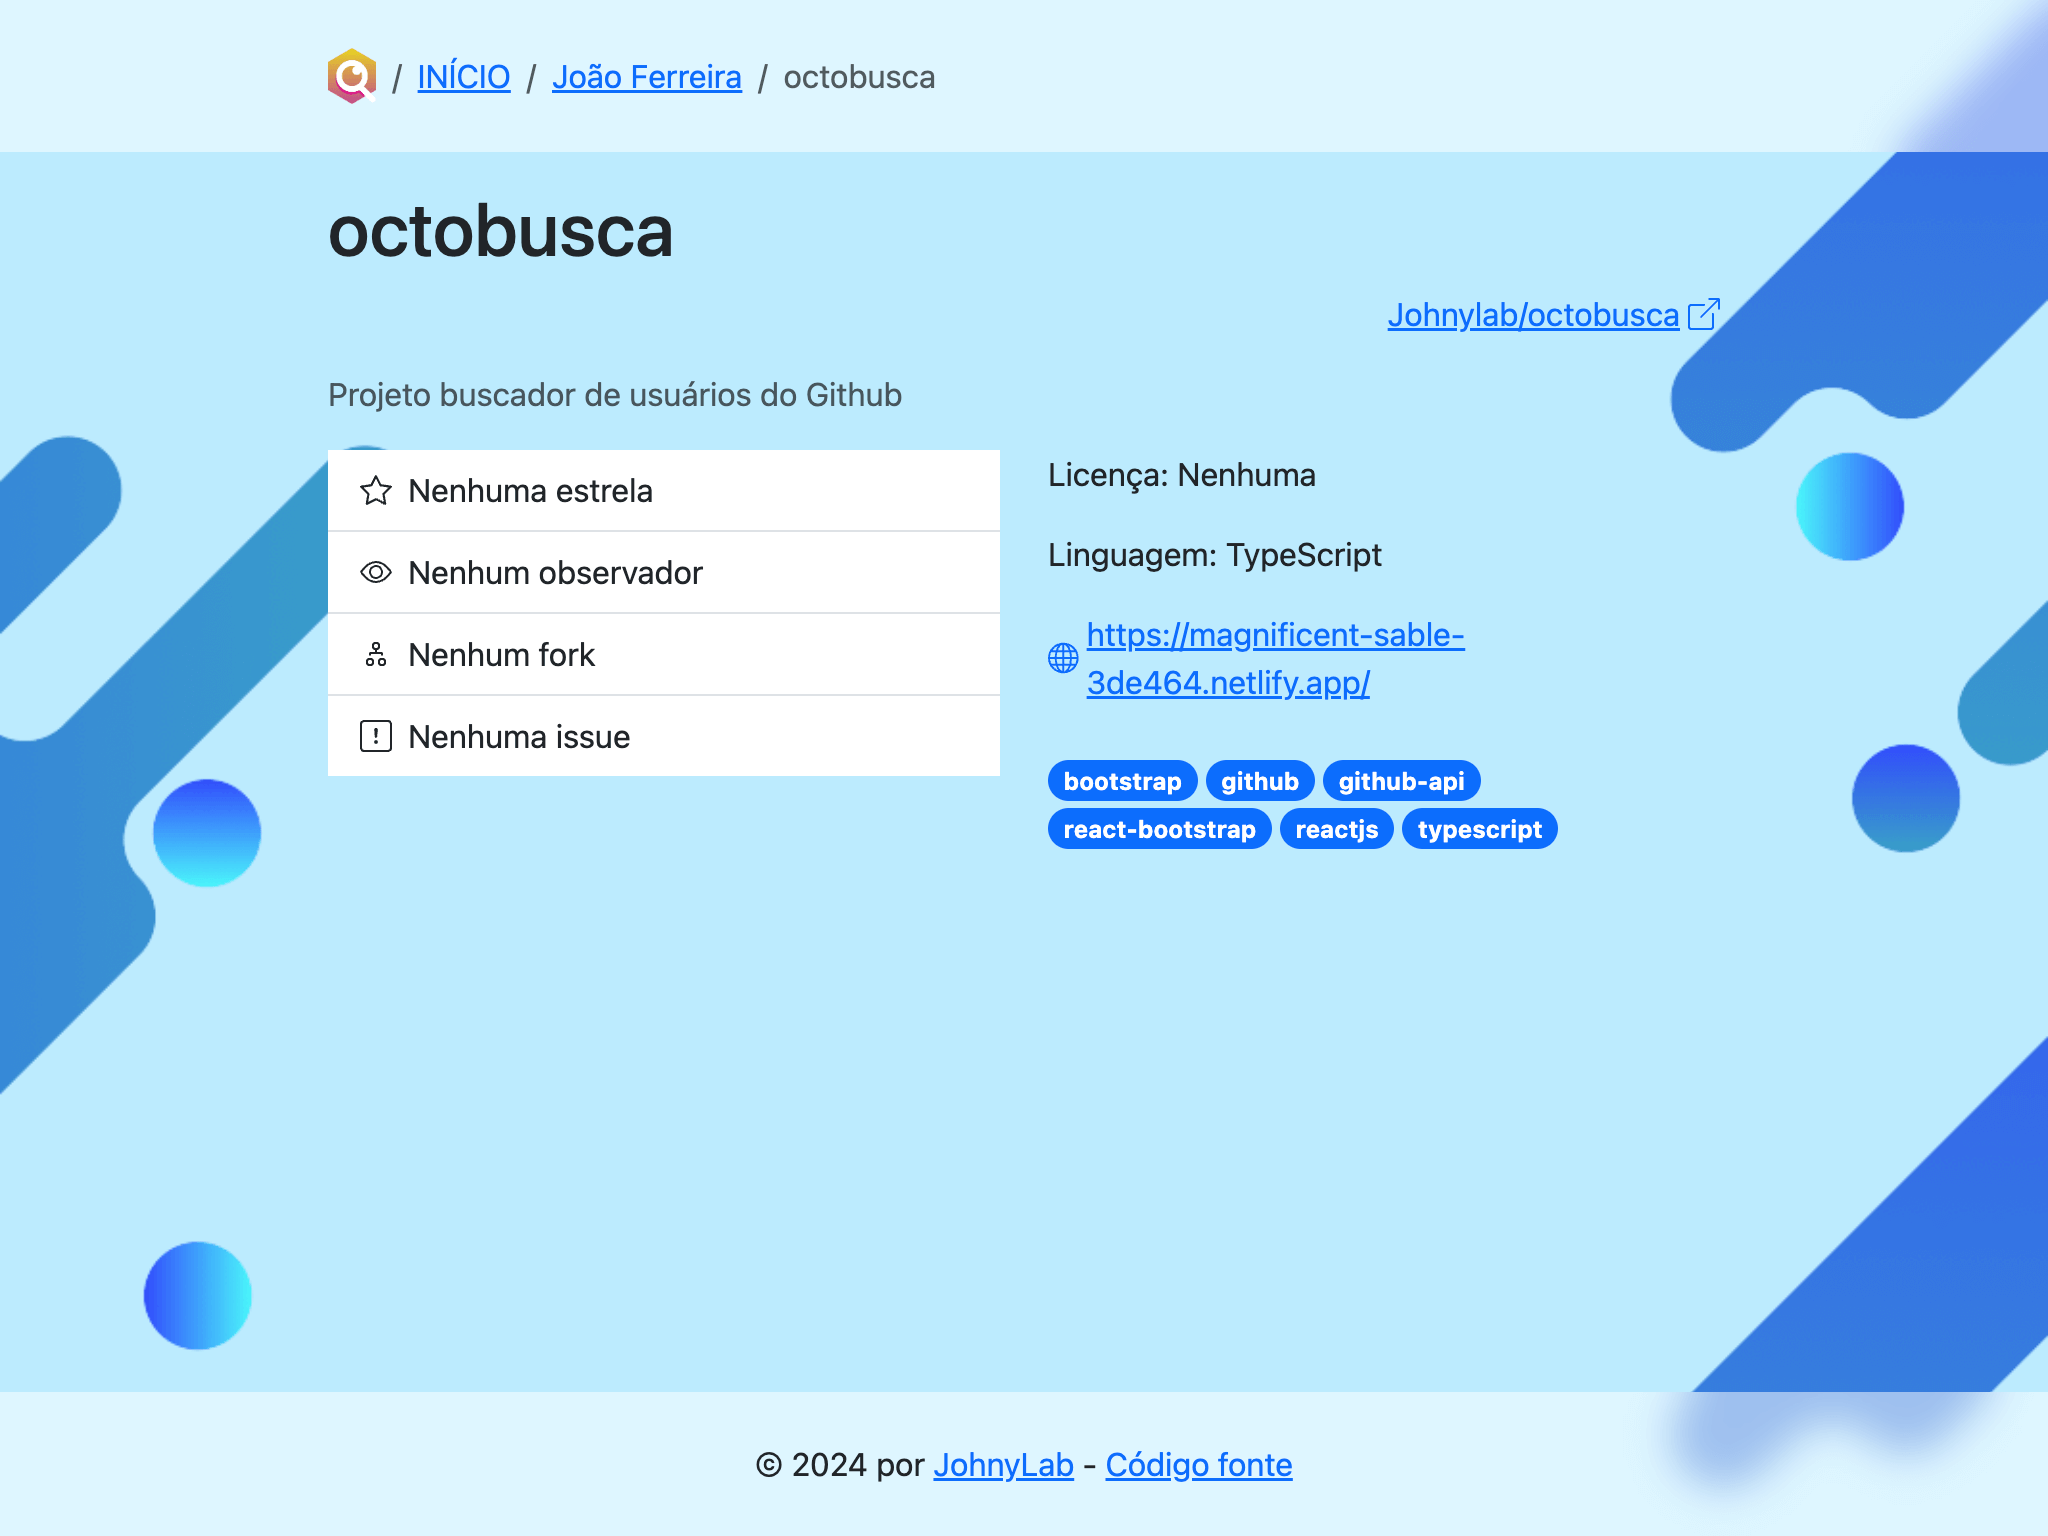 / INÍCIO / João Ferreira / octobusca
octobusca
Johnylab/octobusca
Projeto buscador de usuários do Github
Nenhuma estrela
Nenhum observador
Nenhum fork
Nenhuma issue
Licença: Nenhuma
Linguagem: TypeScript
https://magnificent-sable-
3de464.netlify.app/
bootstrap github github-api
react-bootstrap reactjs typescript
© 2024 por JohnyLab - Código fonte